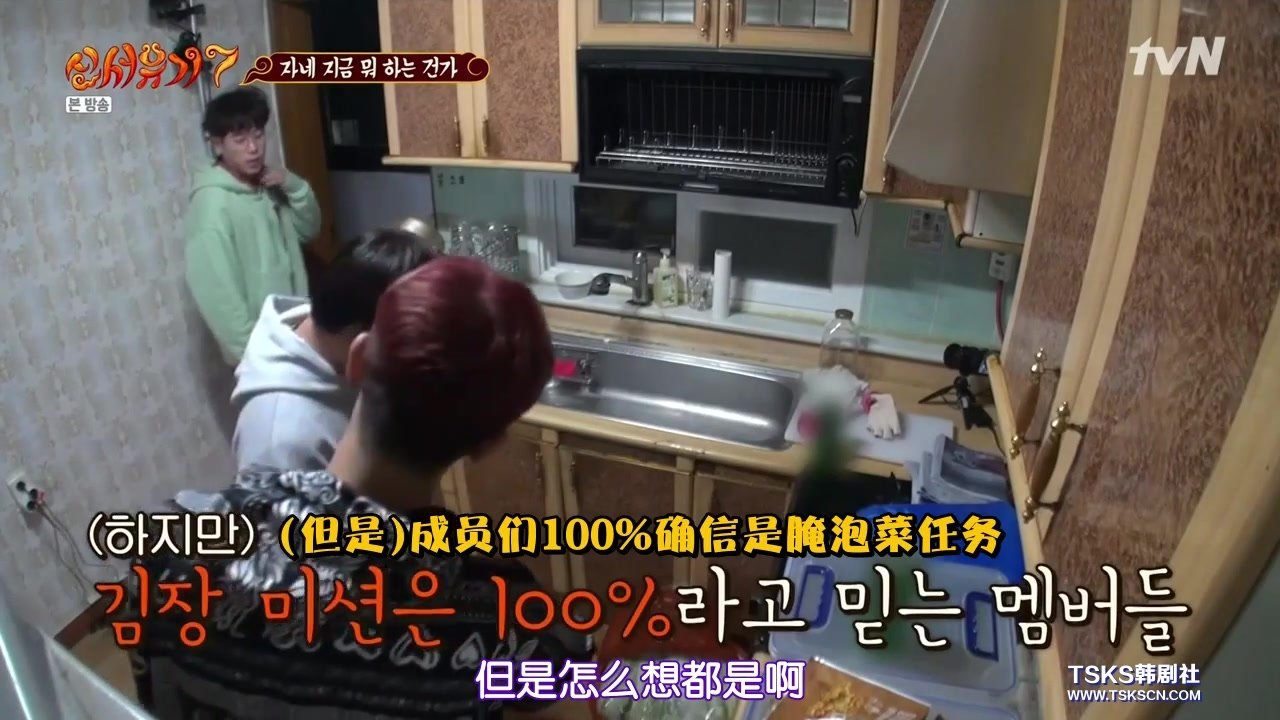 신서유기7
자네 지금 뭐 하는 건가
tvN
본 방송
(하지만)
(但是)成员们100%确信是腌泡菜任务
김장 미션은 100%라고 믿는 멤버들
但是怎么想都是啊
TSKS韩剧社
WWW.TSKSCN.COM